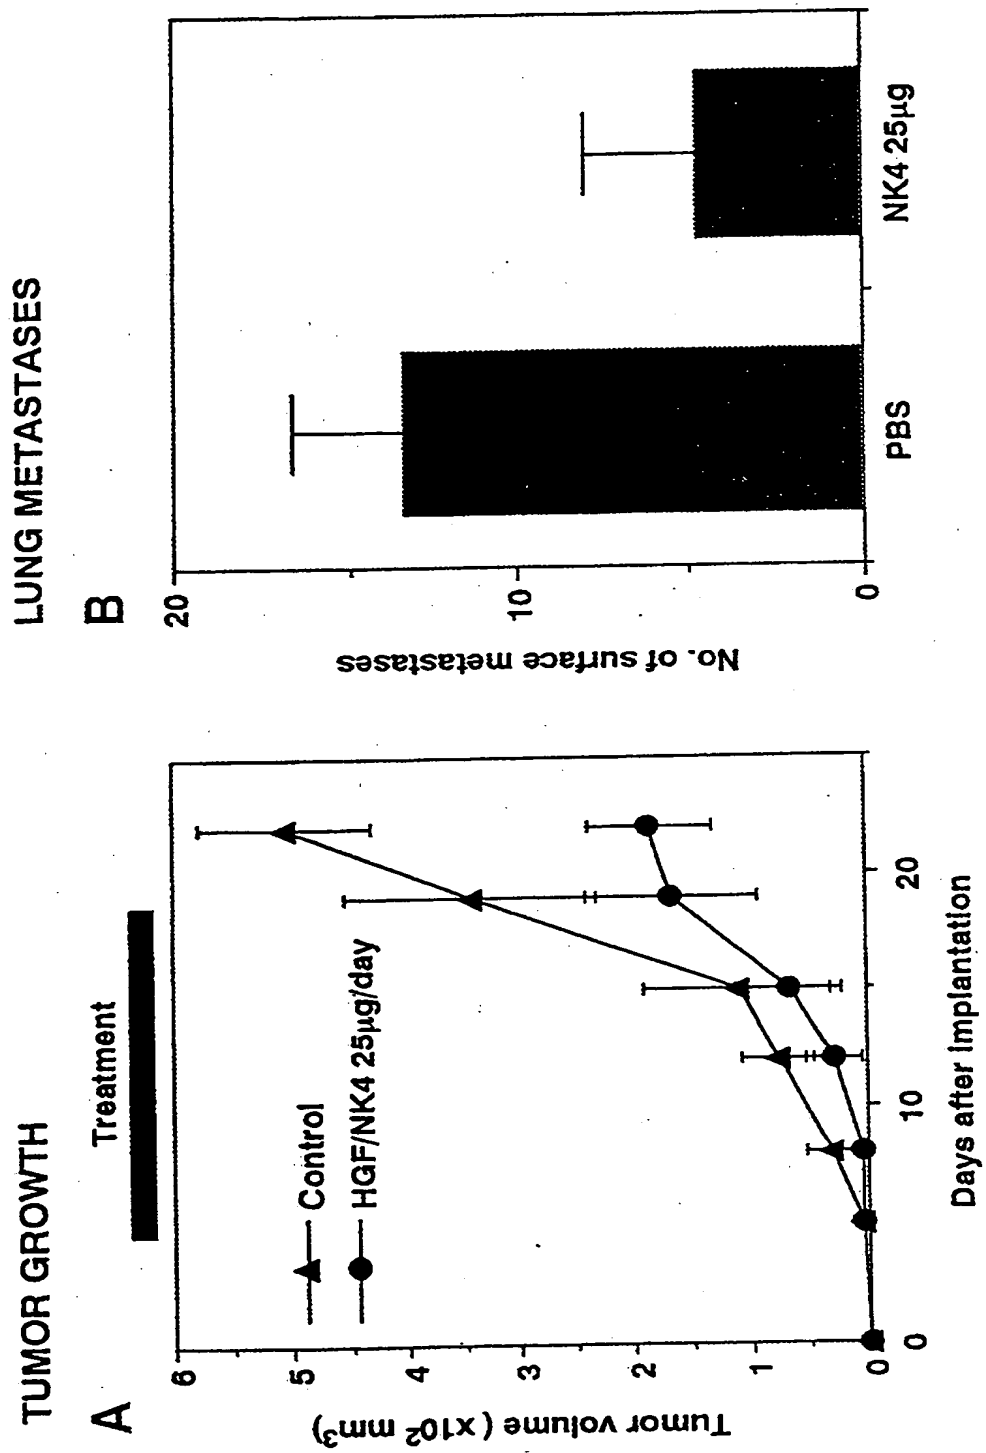 TUMOR GROWTH
A
Treatment
Control
HGF/NK4 25µg/day
Tumor volume (x10² mm³)
6
5
4
3
2
1
0
0
10
20
Days after implantation
LUNG METASTASES
B
No. of surface metastases
20
10
0
PBS
NK4 25µg